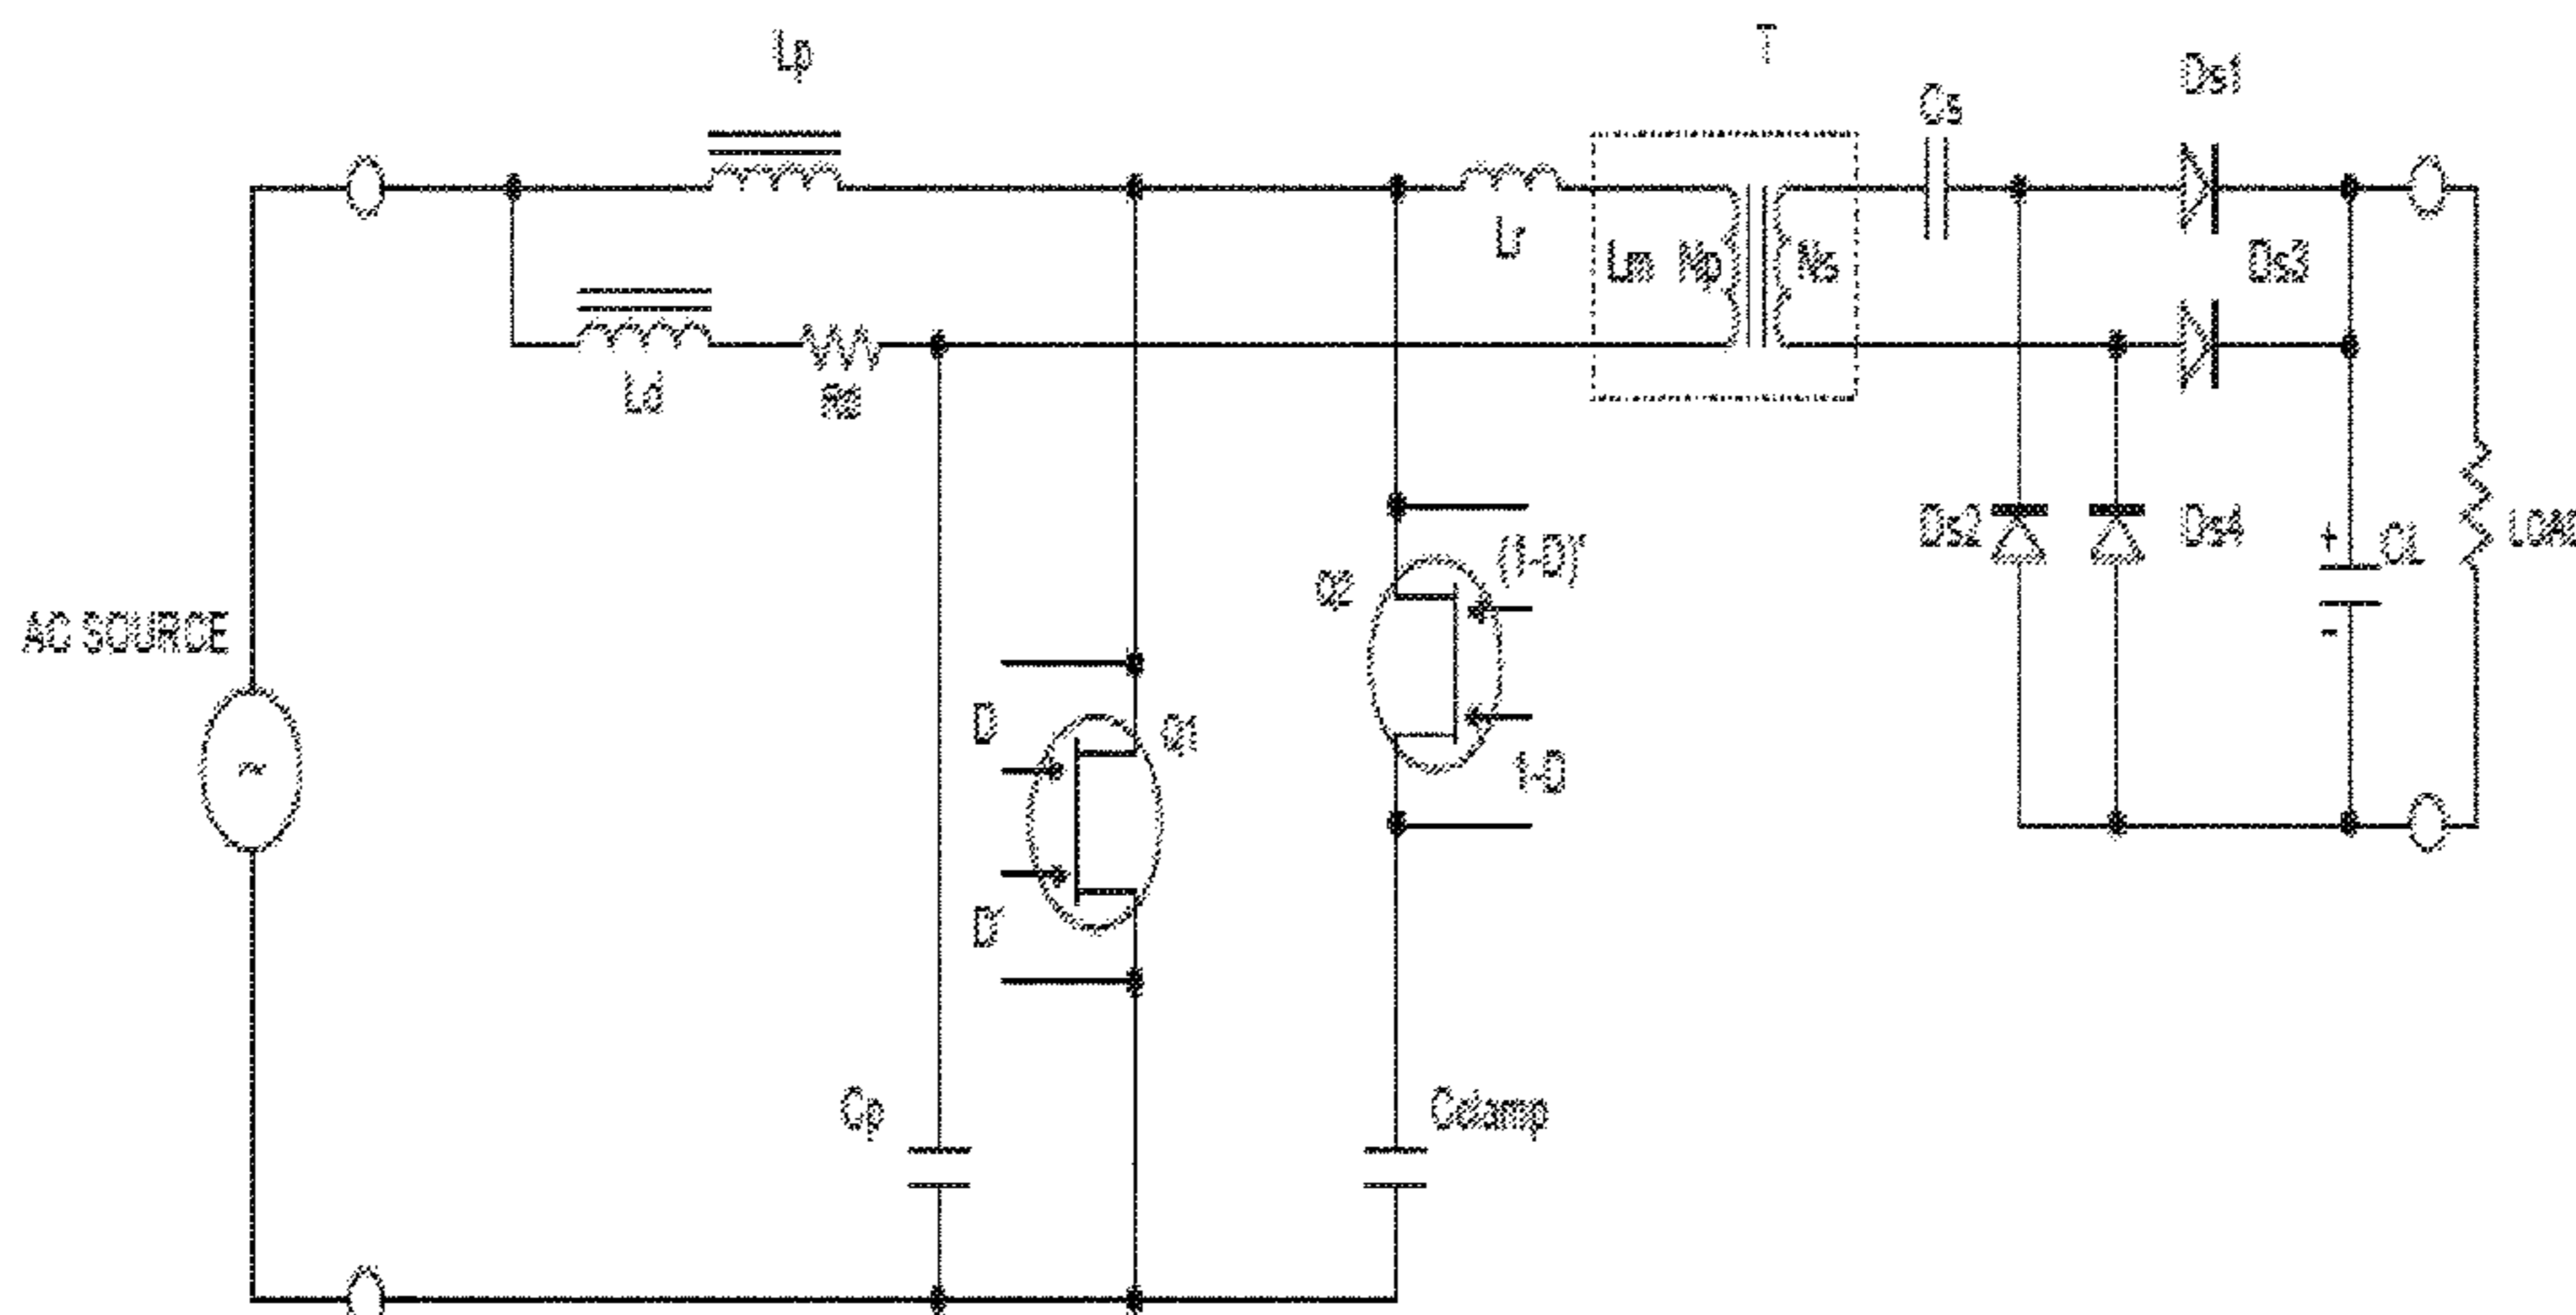 Lp
T
Ds1
Cs
Lr
Lm Np
Ns
Ds3
Ld
Ds2
Ds4
+
CL
-
Q2
(1-D)'
AC SOURCE
~
D
Q1
1-D
D'
Cp
Cclamp